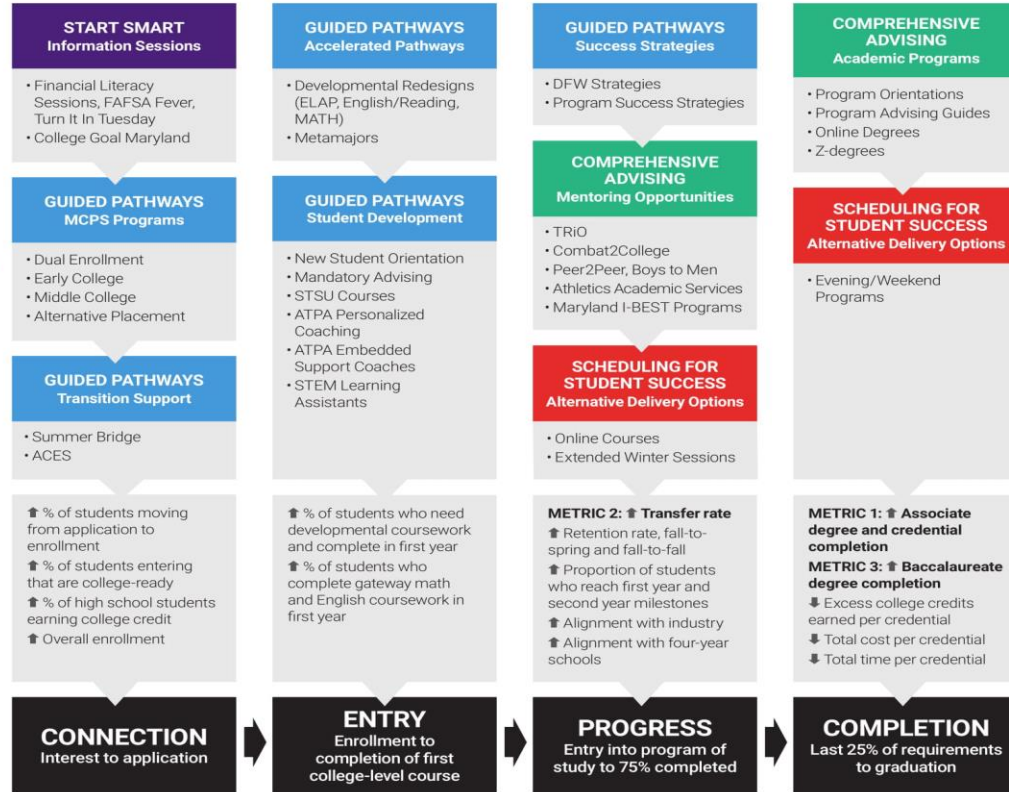 START SMART
Information Sessions
• Financial Literacy
Sessions, FAFSA Fever,
Turn It In Tuesday
• College Goal Maryland
GUIDED PATHWAYS
MCPS Programs
• Dual Enrollment
• Early College
• Middle College
• Alternative Placement
GUIDED PATHWAYS
Transition Support
• Summer Bridge
• ACES
⬆ % of students moving
from application to
enrollment
⬆ % of students entering
that are college-ready
⬆ % of high school students
earning college credit
⬆ Overall enrollment
CONNECTION
Interest to application
GUIDED PATHWAYS
Accelerated Pathways
• Developmental Redesigns
(ELAP, English/Reading,
MATH)
• Metamajors
GUIDED PATHWAYS
Student Development
• New Student Orientation
• Mandatory Advising
• STSU Courses
• ATPA Personalized
Coaching
• ATPA Embedded
Support Coaches
• STEM Learning
Assistants
⬆ % of students who need
developmental coursework
and complete in first year
⬆ % of students who
complete gateway math
and English coursework in
first year
ENTRY
Enrollment to
completion of first
college-level course
GUIDED PATHWAYS
Success Strategies
• DFW Strategies
• Program Success Strategies
COMPREHENSIVE
ADVISING
Mentoring Opportunities
• TRiO
• Combat2College
• Peer2Peer, Boys to Men
• Athletics Academic Services
• Maryland I-BEST Programs
SCHEDULING FOR
STUDENT SUCCESS
Alternative Delivery Options
• Online Courses
• Extended Winter Sessions
METRIC 2: ⬆ Transfer rate
⬆ Retention rate, fall-to-
spring and fall-to-fall
⬆ Proportion of students
who reach first year and
second year milestones
⬆ Alignment with industry
⬆ Alignment with four-year
schools
PROGRESS
Entry into program of
study to 75% completed
COMPREHENSIVE
ADVISING
Academic Programs
• Program Orientations
• Program Advising Guides
• Online Degrees
• Z-degrees
SCHEDULING FOR
STUDENT SUCCESS
Alternative Delivery Options
• Evening/Weekend
Programs
METRIC 1: ⬆ Associate
degree and credential
completion
METRIC 3: ⬆ Baccalaureate
degree completion
⬇ Excess college credits
earned per credential
⬇ Total cost per credential
⬇ Total time per credential
COMPLETION
Last 25% of requirements
to graduation